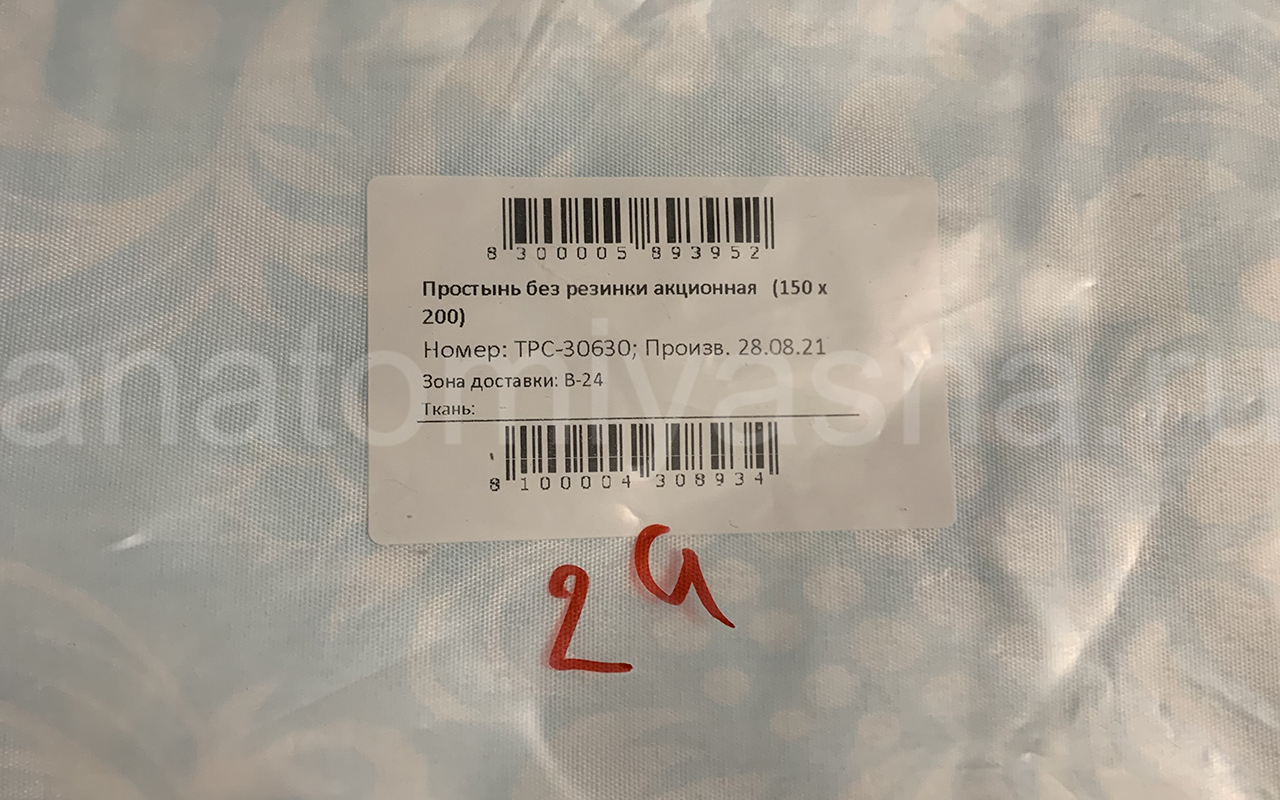 8 300005 893952
Простынь без резинки акционная (150 x
200)
Номер: ТРС-30630; Произв. 28.08.21
Зона доставки: В-24
Ткань:
anatomiyasna.ru
8 100004 308934
2 а